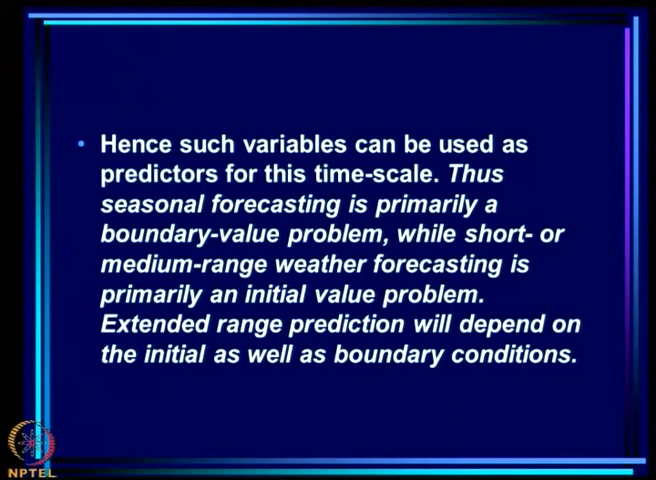 • Hence such variables can be used as
predictors for this time-scale. Thus
seasonal forecasting is primarily a
boundary-value problem, while short- or
medium-range weather forecasting is
primarily an initial value problem.
Extended range prediction will depend on
the initial as well as boundary conditions.
NPTEL